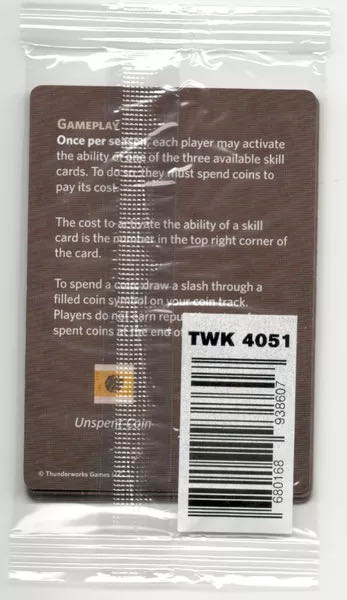 GAMEPLAY
Once per season, each player may activate
the ability of one of the three available skill
cards. To do so, they must spend coins to
pay its cost.
The cost to activate the ability of a skill
card is the number in the top right corner of
the card.
To spend a coin, draw a slash through a
filled coin symbol on your coin track.
Players do not earn
spent coins at the end of
TWK 4051
Unspent Coin
680168 938607
© Thunderworks Games